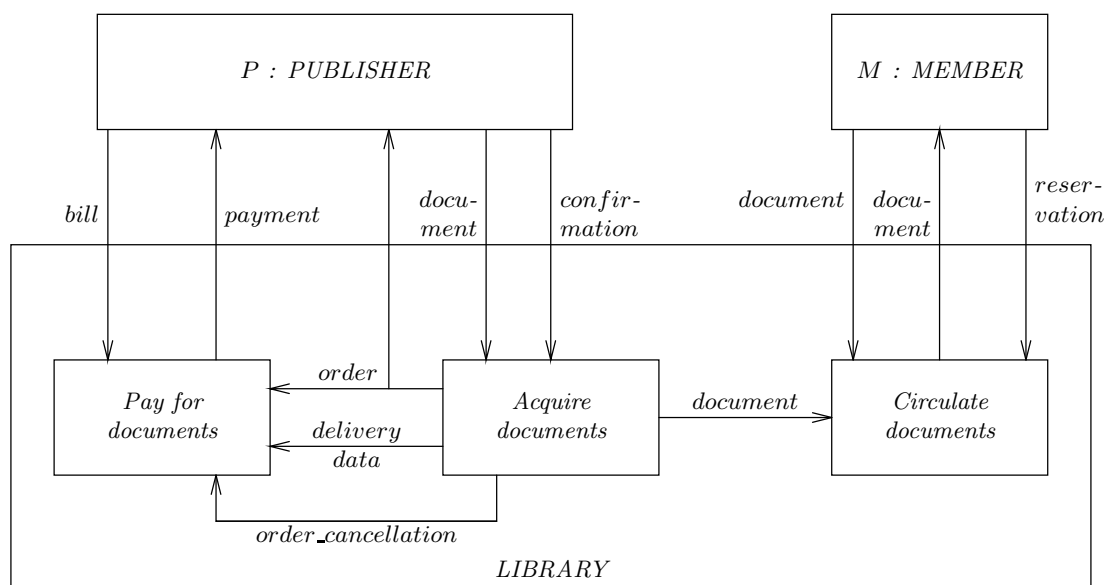 P : PUBLISHER
M : MEMBER
bill
payment
docu-
ment
confir-
mation
document
docu-
ment
reser-
vation
Pay for
documents
order
delivery
data
Acquire
documents
document
Circulate
documents
order_cancellation
LIBRARY